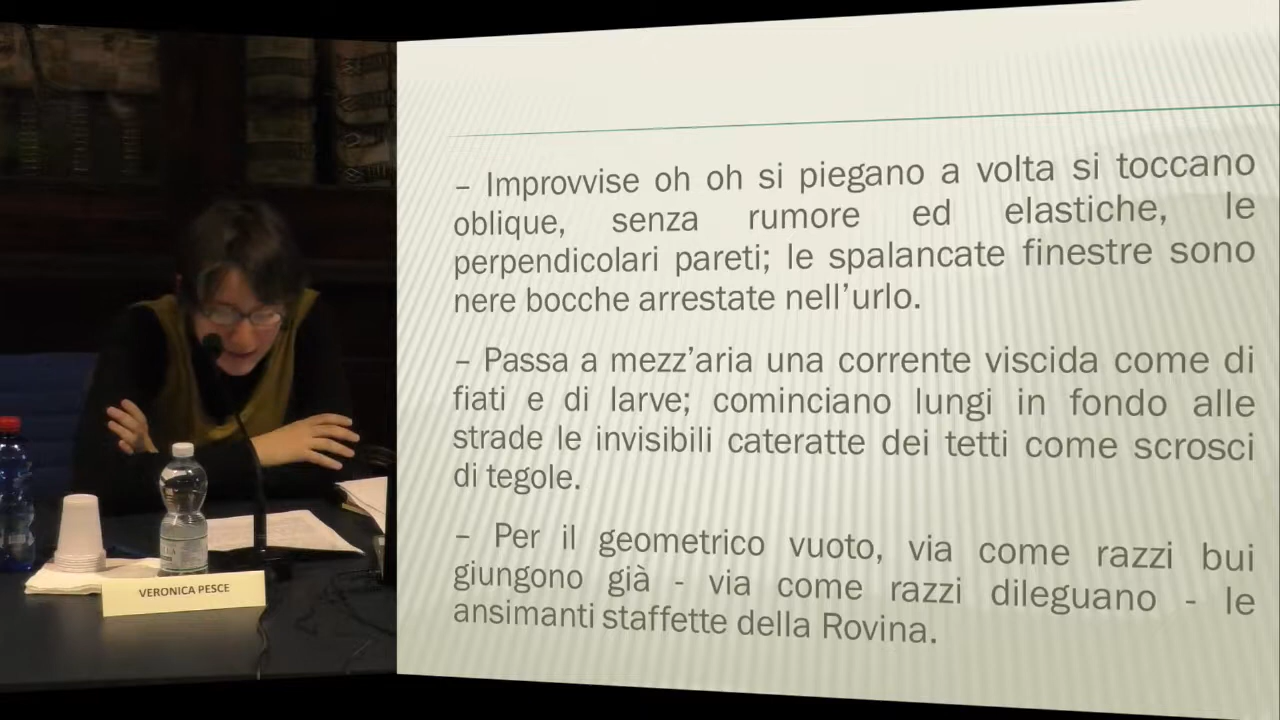 – Improvvise oh oh si piegano a volta si toccano
oblique, senza rumore ed elastiche, le
perpendicolari pareti; le spalancate finestre sono
nere bocche arrestate nell’urlo.
– Passa a mezz’aria una corrente viscida come di
fiati e di larve; cominciano lungi in fondo alle
strade le invisibili cateratte dei tetti come scrosci
di tegole.
– Per il geometrico vuoto, via come razzi bui
giungono già - via come razzi dileguano - le
ansimanti staffette della Rovina.
VERONICA PESCE